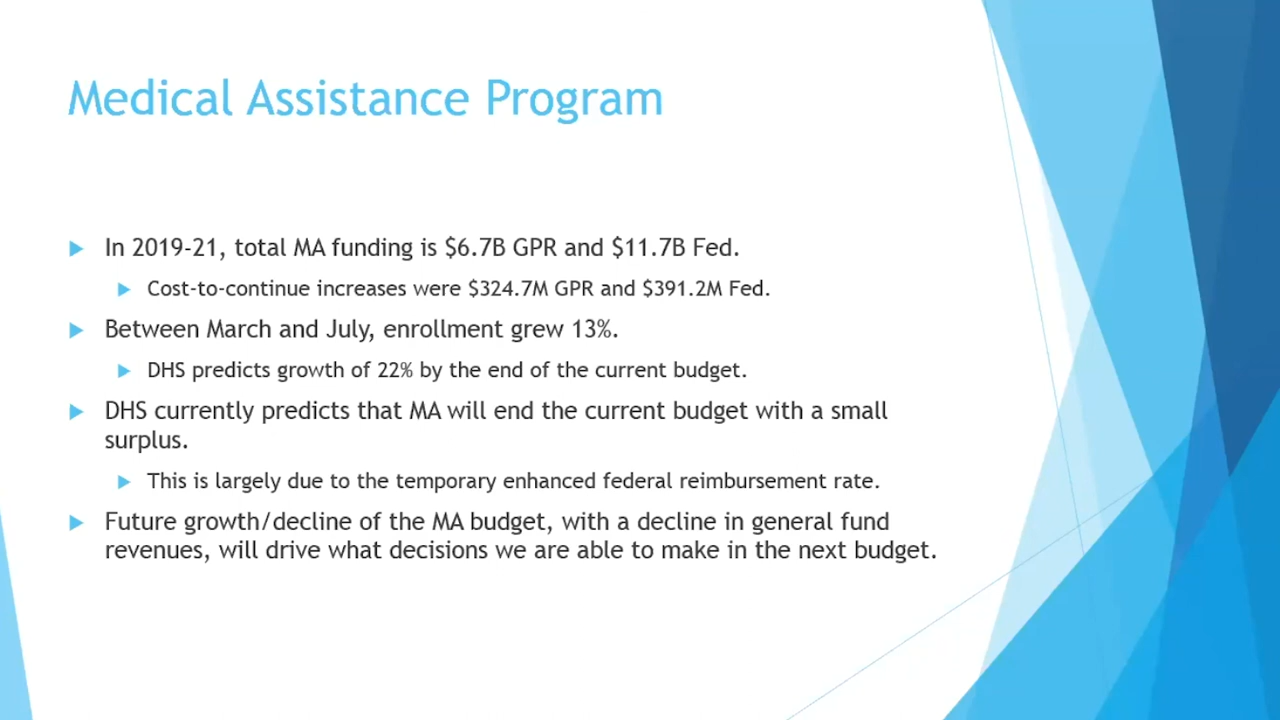 Medical Assistance Program
In 2019-21, total MA funding is $6.7B GPR and $11.7B Fed.
Cost-to-continue increases were $324.7M GPR and $391.2M Fed.
Between March and July, enrollment grew 13%.
DHS predicts growth of 22% by the end of the current budget.
DHS currently predicts that MA will end the current budget with a small
surplus.
This is largely due to the temporary enhanced federal reimbursement rate.
Future growth/decline of the MA budget, with a decline in general fund
revenues, will drive what decisions we are able to make in the next budget.